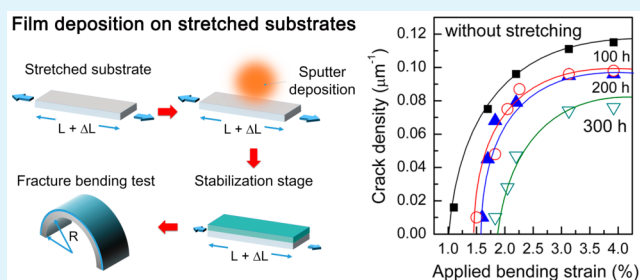 Film deposition on stretched substrates
Stretched substrate
L + ΔL
Sputter
deposition
L + ΔL
Fracture bending test
R
Stabilization stage
L + ΔL
Crack density (μm⁻¹)
0.12
0.10
0.08
0.06
0.04
0.02
0.00
without stretching
100 h
200 h
300 h
1.0 1.5 2.0 2.5 3.0 3.5 4.0
Applied bending strain (%)